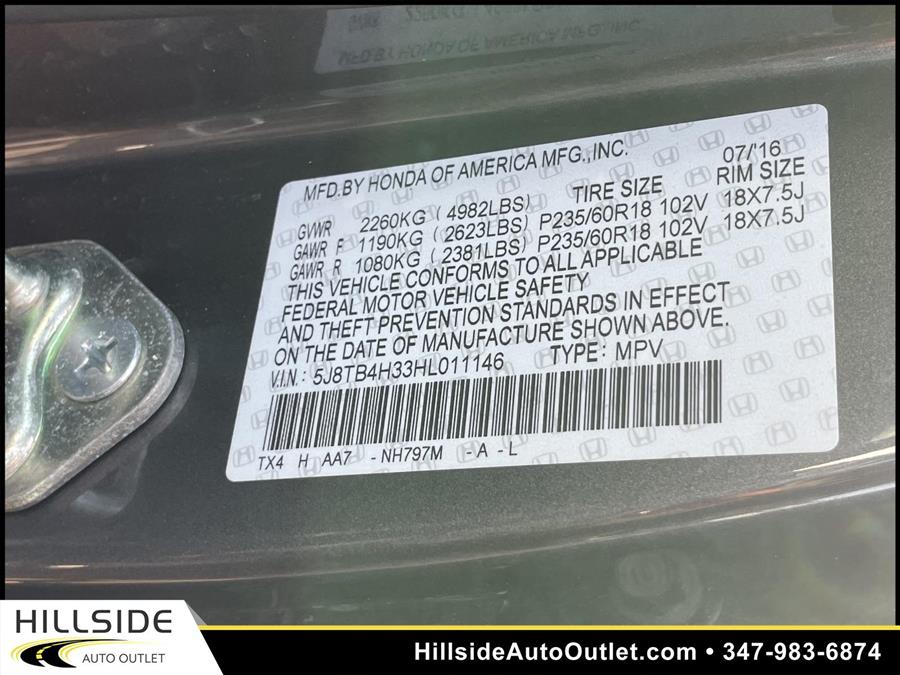 MFD.BY HONDA OF AMERICA MFG.,INC. 07/'16
GVWR 2260KG ( 4982LBS) TIRE SIZE RIM SIZE
GAWR F 1190KG ( 2623LBS) P235/60R18 102V 18X7.5J
GAWR R 1080KG ( 2381LBS) P235/60R18 102V 18X7.5J
THIS VEHICLE CONFORMS TO ALL APPLICABLE
FEDERAL MOTOR VEHICLE SAFETY
AND THEFT PREVENTION STANDARDS IN EFFECT
ON THE DATE OF MANUFACTURE SHOWN ABOVE.
V.I.N: 5J8TB4H33HL011146 TYPE: MPV
TX4 H AA7 -NH797M -A -L
HILLSIDE
AUTO OUTLET
HillsideAutoOutlet.com • 347-983-6874